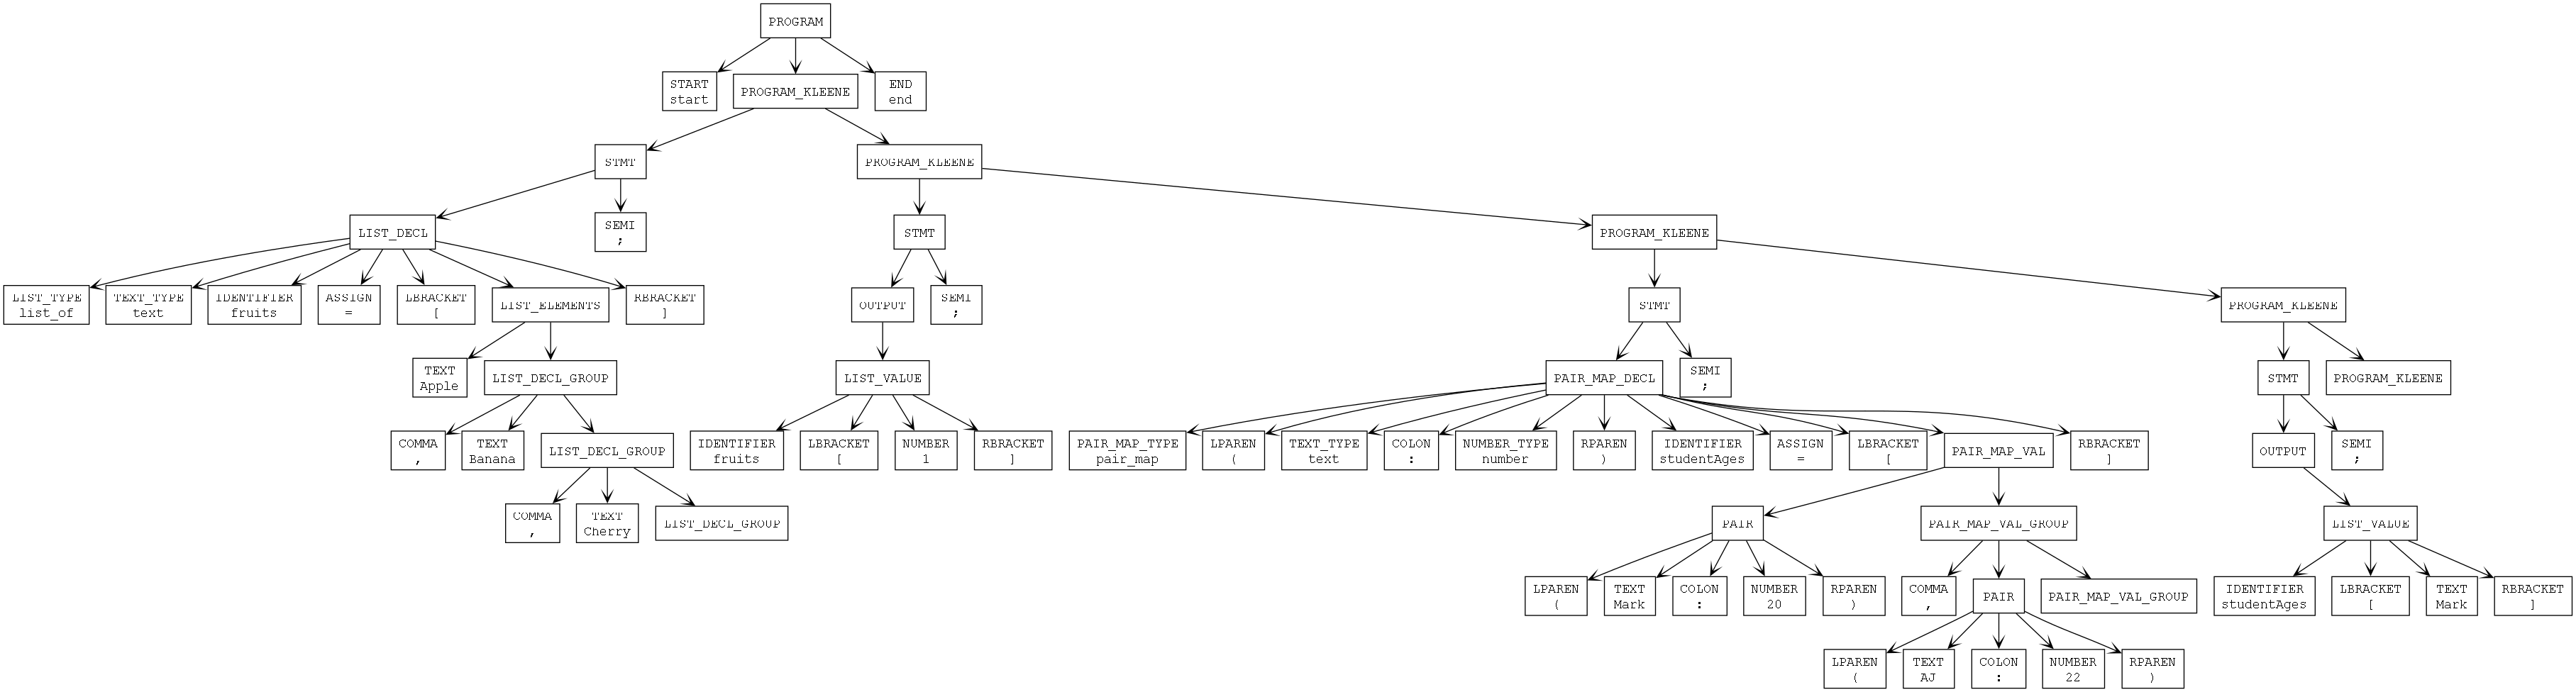 PROGRAM
START
start
PROGRAM_KLEENE
END
end
STMT
PROGRAM_KLEENE
LIST_DECL
SEMI
;
STMT
PROGRAM_KLEENE
LIST_TYPE
list_of
TEXT_TYPE
text
IDENTIFIER
fruits
ASSIGN
=
LBRACKET
[
LIST_ELEMENTS
RBRACKET
]
OUTPUT
SEMI
;
STMT
PROGRAM_KLEENE
TEXT
Apple
LIST_DECL_GROUP
LIST_VALUE
PAIR_MAP_DECL
SEMI
;
STMT
PROGRAM_KLEENE
COMMA
,
TEXT
Banana
LIST_DECL_GROUP
IDENTIFIER
fruits
LBRACKET
[
NUMBER
1
RBRACKET
]
PAIR_MAP_TYPE
pair_map
LPAREN
(
TEXT_TYPE
text
COLON
:
NUMBER_TYPE
number
RPAREN
)
IDENTIFIER
studentAges
ASSIGN
=
LBRACKET
[
PAIR_MAP_VAL
RBRACKET
]
OUTPUT
SEMI
;
COMMA
,
TEXT
Cherry
LIST_DECL_GROUP
PAIR
PAIR_MAP_VAL_GROUP
LIST_VALUE
LPAREN
(
TEXT
Mark
COLON
:
NUMBER
20
RPAREN
)
COMMA
,
PAIR
PAIR_MAP_VAL_GROUP
IDENTIFIER
studentAges
LBRACKET
[
TEXT
Mark
RBRACKET
]
LPAREN
(
TEXT
AJ
COLON
:
NUMBER
22
RPAREN
)